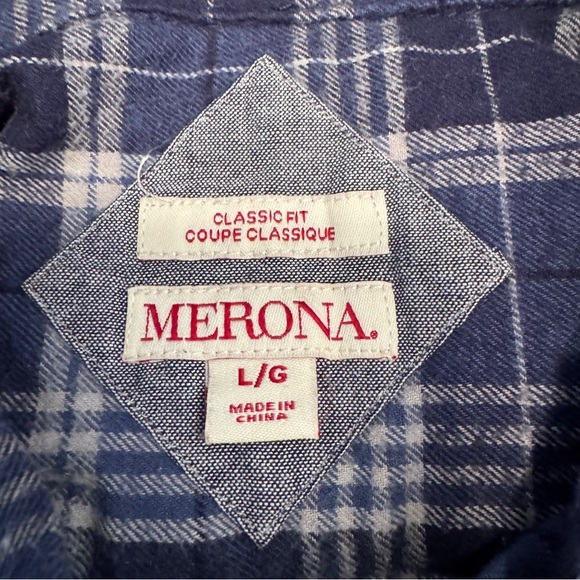 CLASSIC FIT
COUPE CLASSIQUE
MERONA®
L/G
MADE IN
CHINA